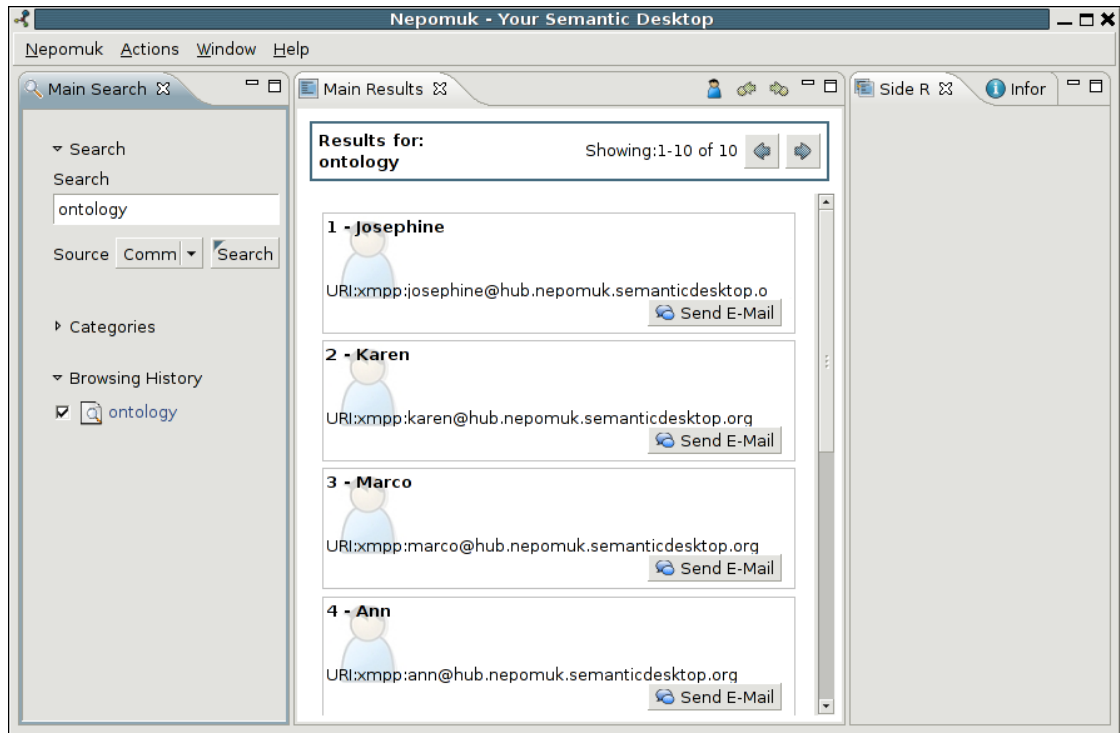 Nepomuk - Your Semantic Desktop
Nepomuk Actions Window Help
Main Search
Search
Search
ontology
Source Comm Search
Categories
Browsing History
ontology
Main Results
Results for:
ontology
Showing:1-10 of 10
1 - Josephine
URI:xmpp:josephine@hub.nepomuk.semanticdesktop.o
Send E-Mail
2 - Karen
URI:xmpp:karen@hub.nepomuk.semanticdesktop.org
Send E-Mail
3 - Marco
URI:xmpp:marco@hub.nepomuk.semanticdesktop.org
Send E-Mail
4 - Ann
URI:xmpp:ann@hub.nepomuk.semanticdesktop.org
Send E-Mail
Side R
Infor